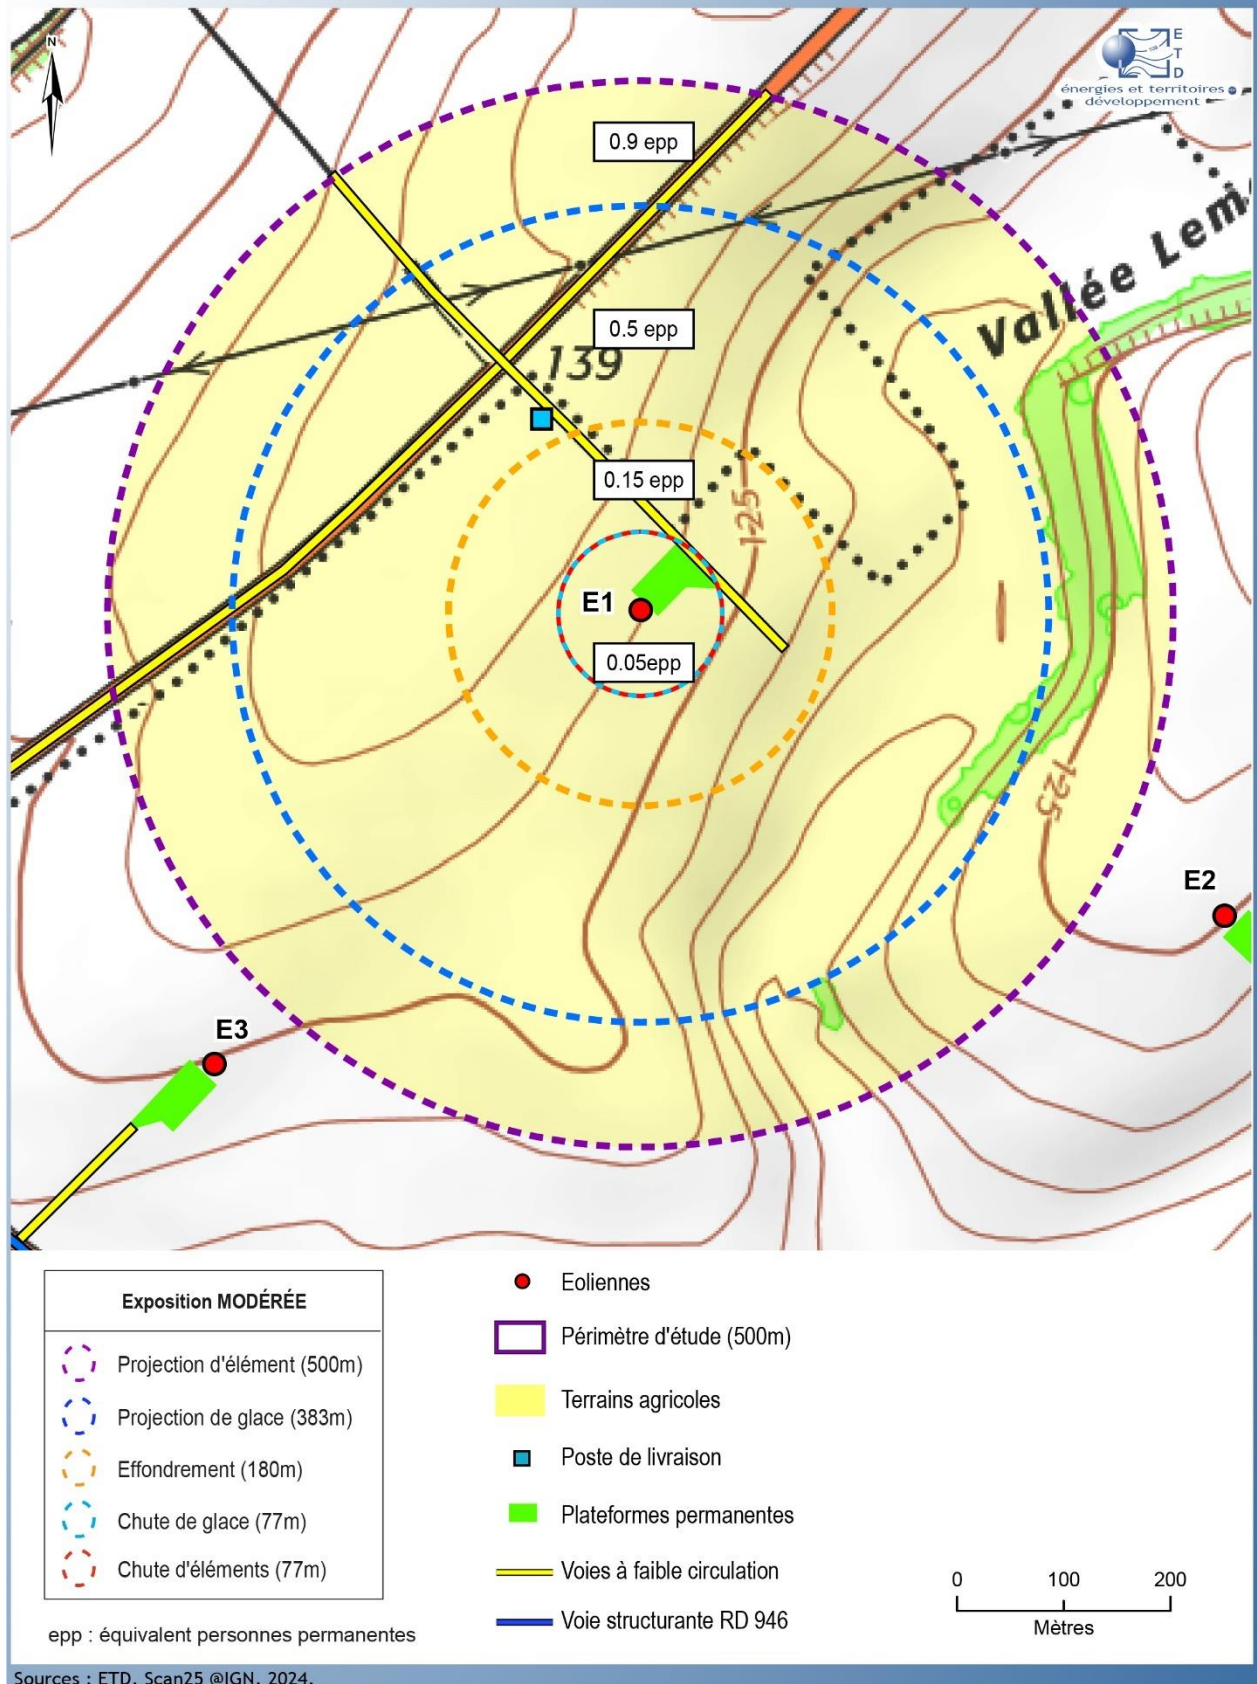 N
E
T
D
énergies et territoires
développement
0.9 epp
Vallée Lem
0.5 epp
139
0.15 epp
125
E1
0.05epp
125
E2
E3
Exposition MODÉRÉE
Projection d'élément (500m)
Projection de glace (383m)
Effondrement (180m)
Chute de glace (77m)
Chute d'éléments (77m)
epp : équivalent personnes permanentes
Eoliennes
Périmètre d'étude (500m)
Terrains agricoles
Poste de livraison
Plateformes permanentes
Voies à faible circulation
Voie structurante RD 946
0 100 200
Mètres
Sources : ETD, Scan25 @IGN, 2024.